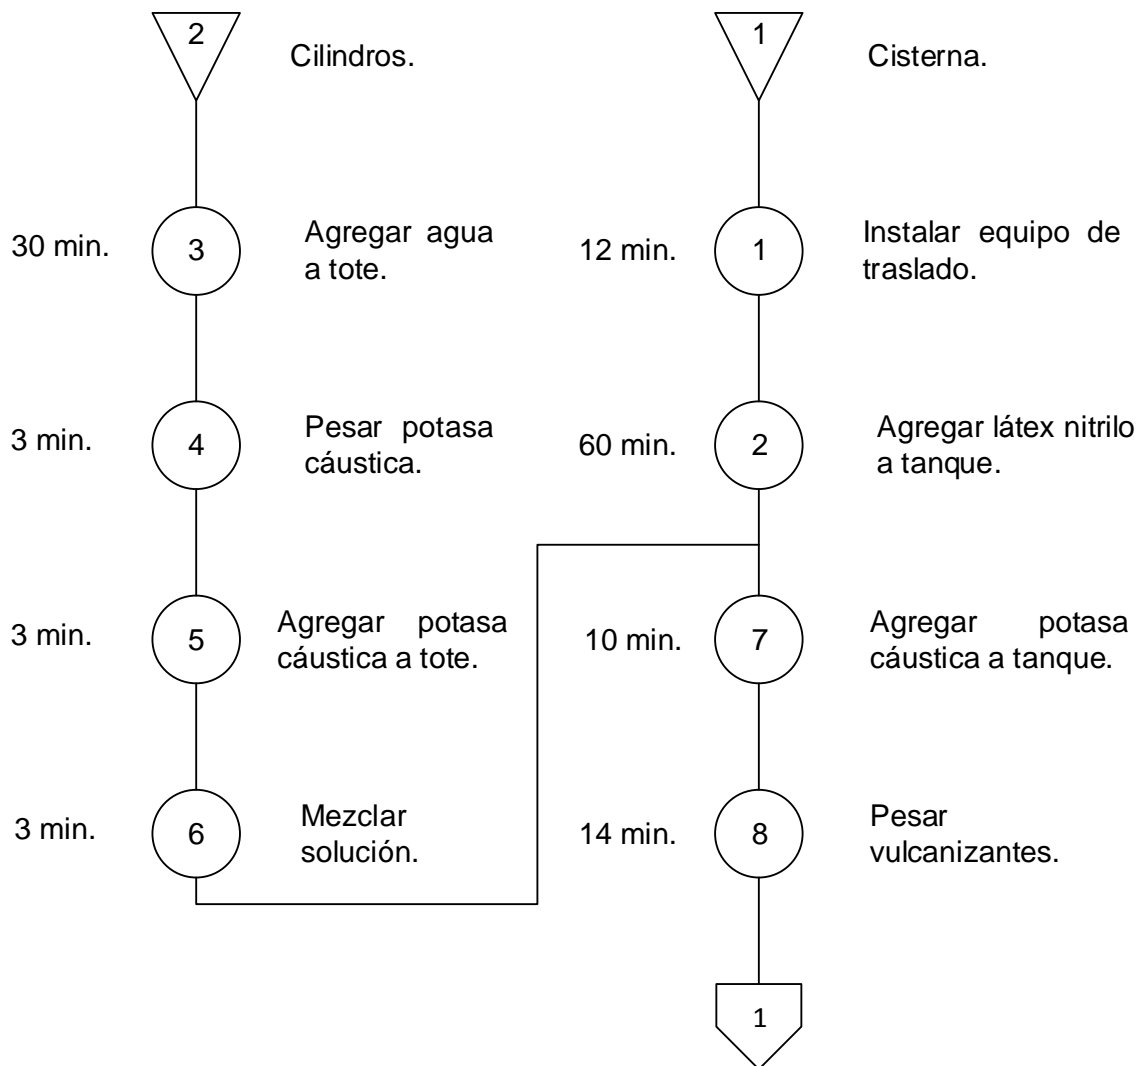 2
Cilindros.
1
Cisterna.
30 min.
3
Agregar agua
a tote.
12 min.
1
Instalar equipo de
traslado.
3 min.
4
Pesar potasa
cáustica.
60 min.
2
Agregar látex nitrilo
a tanque.
3 min.
5
Agregar potasa
cáustica a tote.
10 min.
7
Agregar potasa
cáustica a tanque.
3 min.
6
Mezclar
solución.
14 min.
8
Pesar
vulcanizantes.
1